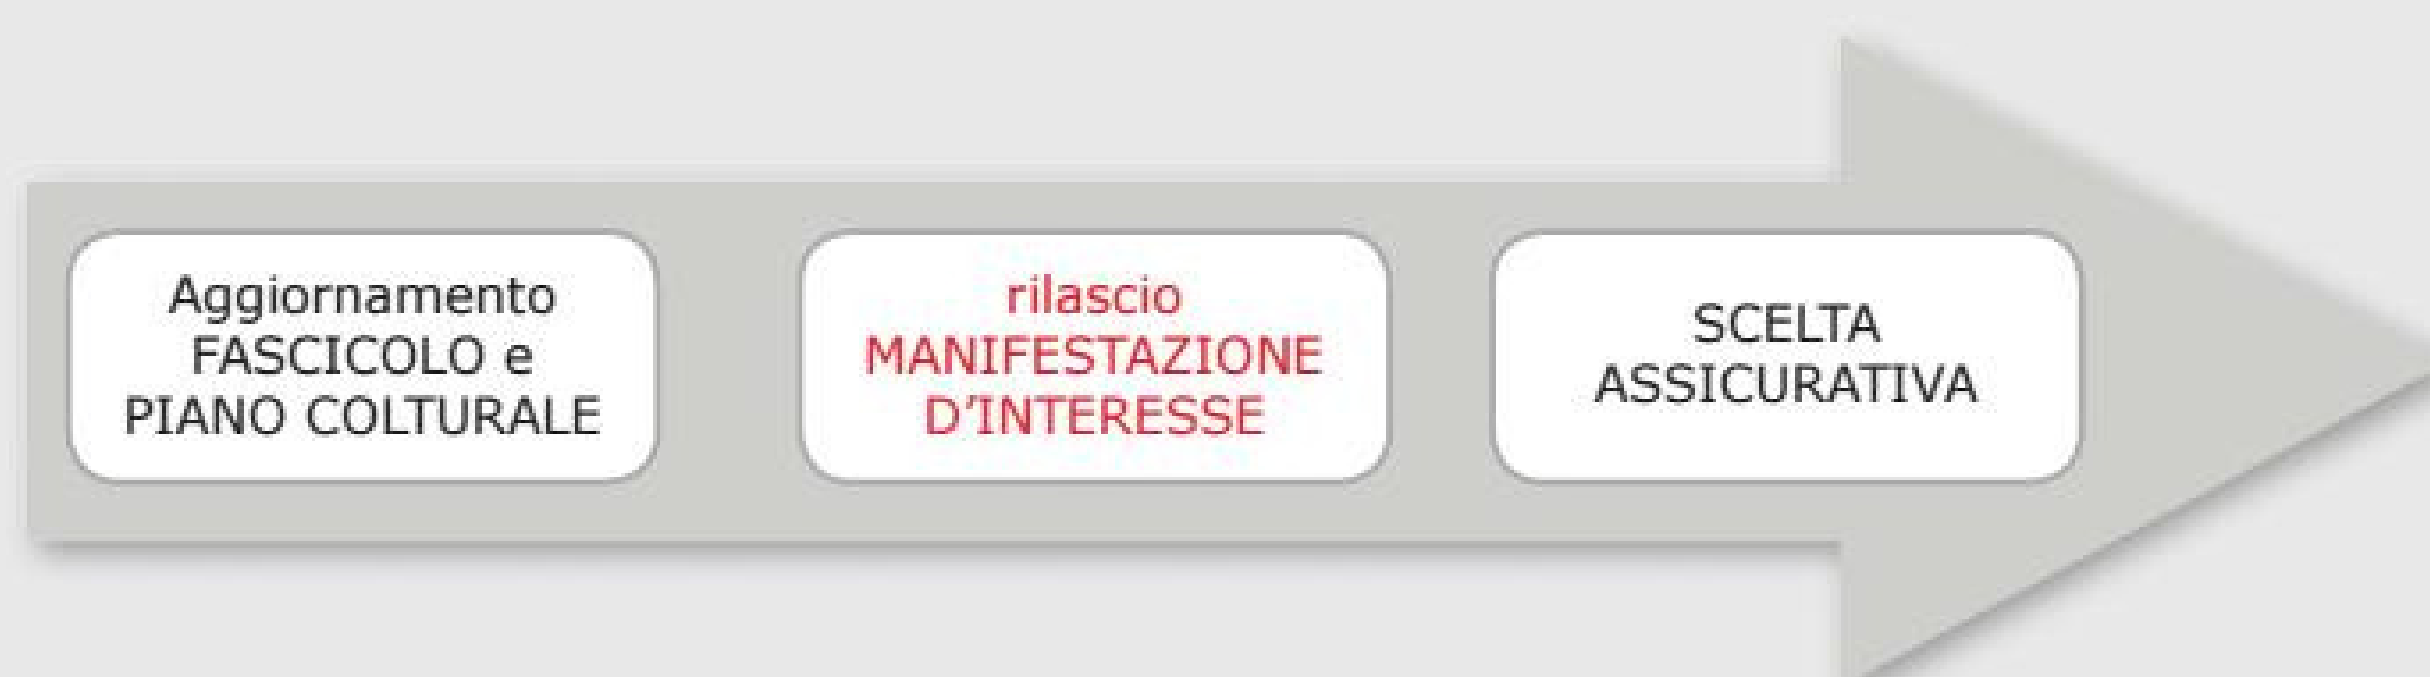 Aggiornamento
FASCICOLO e
PIANO COLTURALE
rilascio
MANIFESTAZIONE
D'INTERESSE
SCELTA
ASSICURATIVA